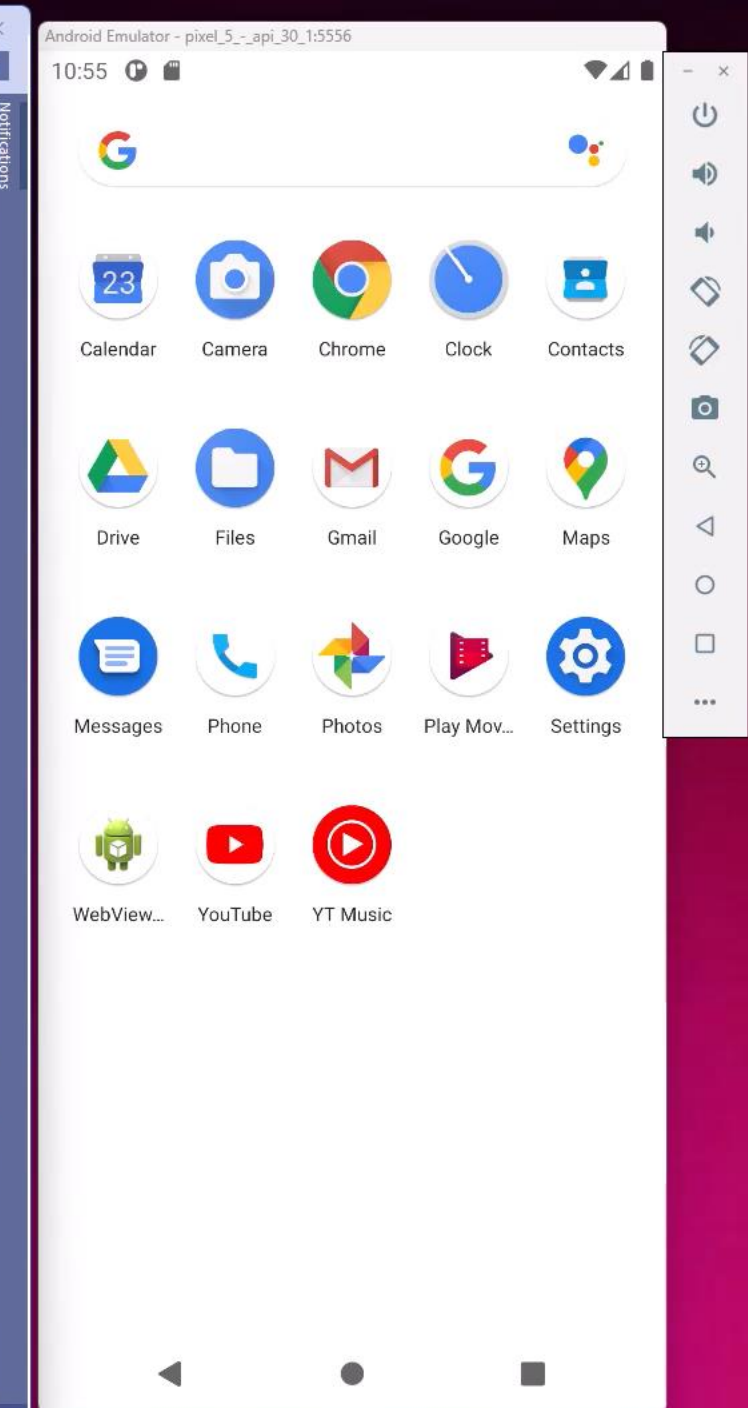 Android Emulator - pixel_5_-_api_30_1:5556
10:55
Notifications
23
Calendar Camera Chrome Clock Contacts
Drive Files Gmail Google Maps
Messages Phone Photos Play Mov... Settings
WebView... YouTube YT Music